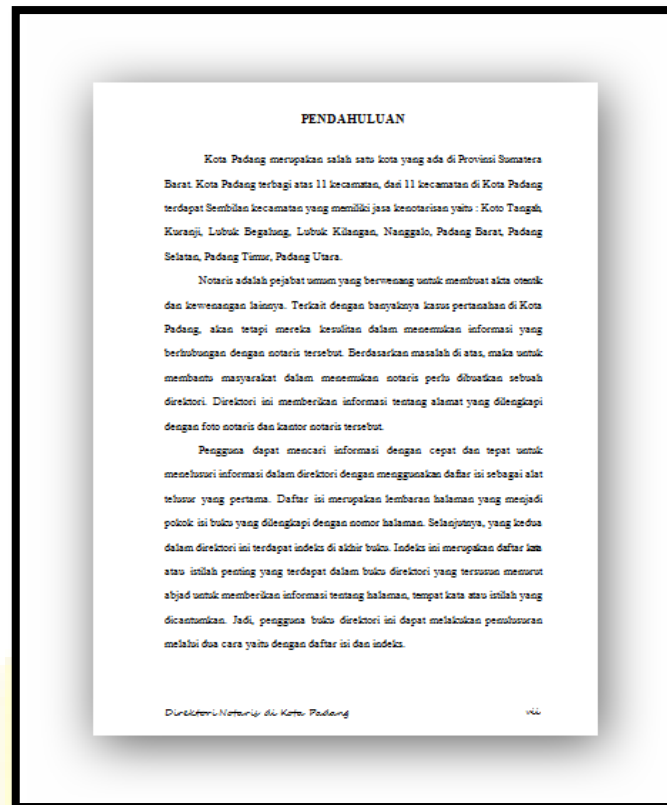 PENDAHULUAN
Kota Padang merupakan salah satu kota yang ada di Provinsi Sumatera
Barat. Kota Padang terbagi atas 11 kecamatan, dari 11 kecamatan di Kota Padang
terdapat Sembilan kecamatan yang memiliki jasa kenotarisan yaitu : Koto Tangah,
Kuranji, Lubuk Begalung, Lubuk Kilangan, Nanggalo, Padang Barat, Padang
Selatan, Padang Timur, Padang Utara.
Notaris adalah pejabat umum yang berwenang untuk membuat akta otentik
dan kewenangan lainnya. Terkait dengan banyaknya kasus pertanahan di Kota
Padang, akan tetapi mereka kesulitan dalam menemukan informasi yang
berhubungan dengan notaris tersebut. Berdasarkan masalah di atas, maka untuk
membantu masyarakat dalam menemukan notaris perlu dibuatkan sebuah
direktori. Direktori ini memberikan informasi tentang alamat yang dilengkapi
dengan foto notaris dan kantor notaris tersebut.
Pengguna dapat mencari informasi dengan cepat dan tepat untuk
menelusuri informasi dalam direktori dengan menggunakan daftar isi sebagai alat
telusur yang pertama. Daftar isi merupakan lembaran halaman yang menjadi
pokok isi buku yang dilengkapi dengan nomor halaman. Selanjutnya, yang kedua
dalam direktori ini terdapat indeks di akhir buku. Indeks ini merupakan daftar kata
atau istilah penting yang terdapat dalam buku direktori yang tersusun menurut
abjad untuk memberikan informasi tentang halaman, tempat kata atau istilah yang
dicantumkan. Jadi, pengguna buku direktori ini dapat melakukan penulusuran
melalui dua cara yaitu dengan daftar isi dan indeks.
Direktori Notaris di Kota Padang vii